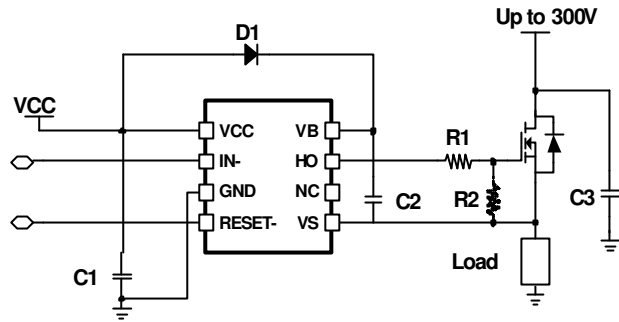 Up to 300V
D1
VCC
VCC VB
R1
IN- HO
GND NC
C2
R2
C3
RESET- VS
Load
C1